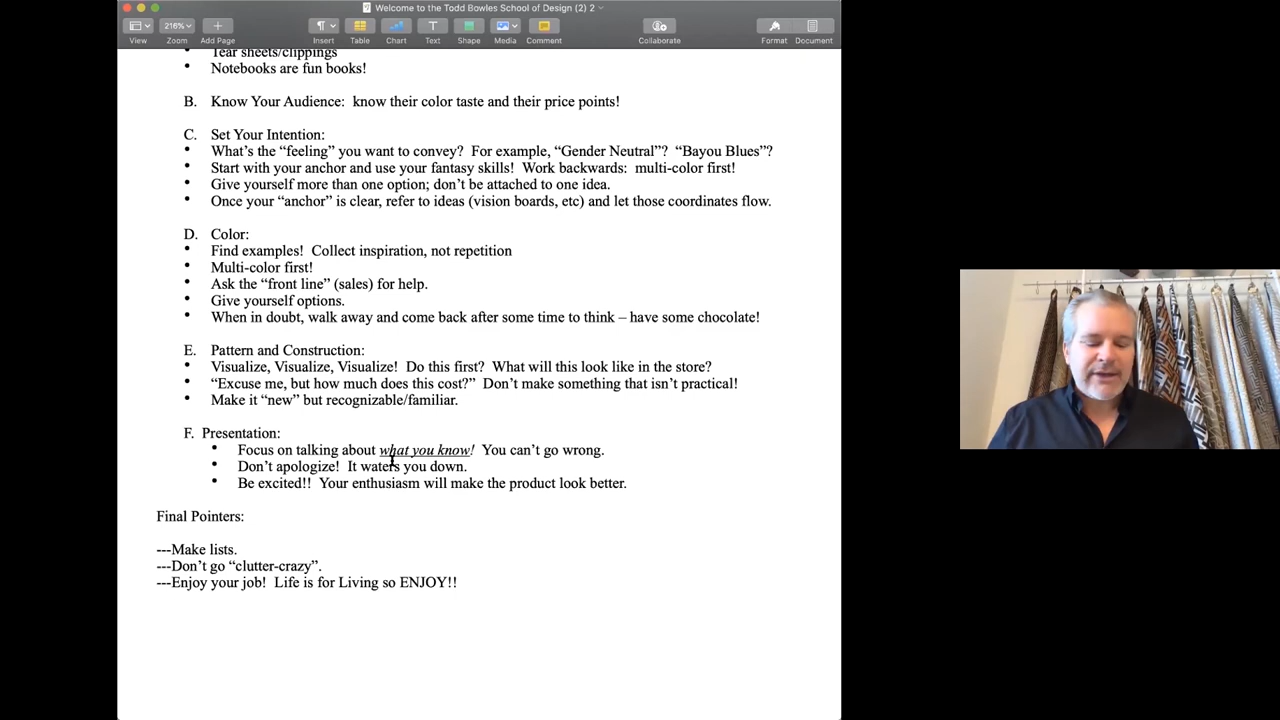 Welcome to the Todd Bowles School of Design (2) 2
216%
View Zoom Add Page Insert Table Chart Text Shape Media Comment Collaborate Format Document
• Tear sheets/clippings
• Notebooks are fun books!
B. Know Your Audience: know their color taste and their price points!
C. Set Your Intention:
• What’s the “feeling” you want to convey? For example, “Gender Neutral”? “Bayou Blues”?
• Start with your anchor and use your fantasy skills! Work backwards: multi-color first!
• Give yourself more than one option; don’t be attached to one idea.
• Once your “anchor” is clear, refer to ideas (vision boards, etc) and let those coordinates flow.
D. Color:
• Find examples! Collect inspiration, not repetition
• Multi-color first!
• Ask the “front line” (sales) for help.
• Give yourself options.
• When in doubt, walk away and come back after some time to think – have some chocolate!
E. Pattern and Construction:
• Visualize, Visualize, Visualize! Do this first? What will this look like in the store?
• “Excuse me, but how much does this cost?” Don’t make something that isn’t practical!
• Make it “new” but recognizable/familiar.
F. Presentation:
• Focus on talking about what you know! You can’t go wrong.
• Don’t apologize! It waters you down.
• Be excited!! Your enthusiasm will make the product look better.
Final Pointers:
---Make lists.
---Don’t go “clutter-crazy”.
---Enjoy your job! Life is for Living so ENJOY!!